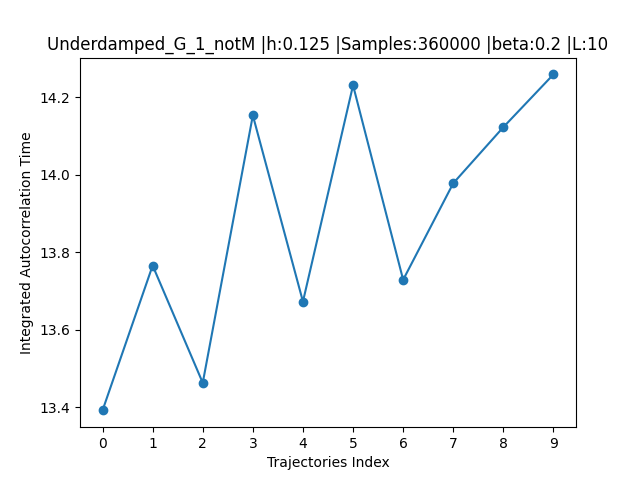 Underdamped_G_1_notM |h:0.125 |Samples:360000 |beta:0.2 |L:10
Integrated Autocorrelation Time
14.2
14.0
13.8
13.6
13.4
0 1 2 3 4 5 6 7 8 9
Trajectories Index